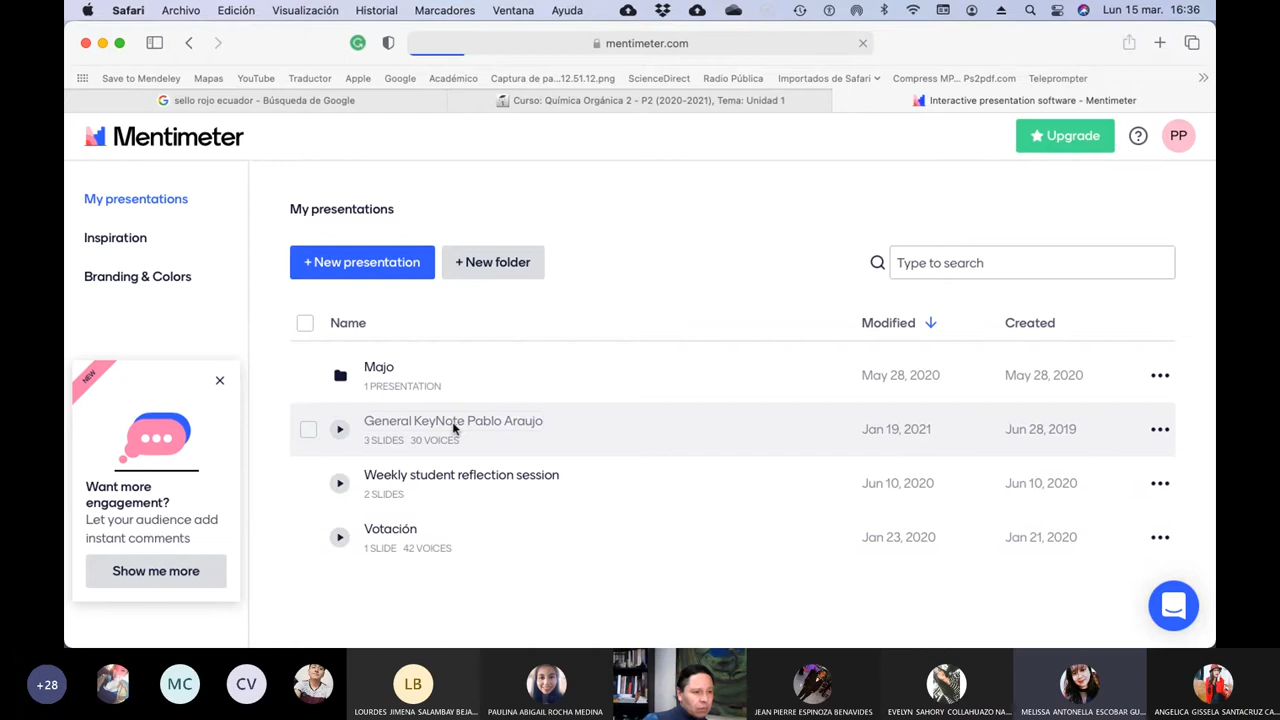 Safari Archivo Edición Visualización Historial Marcadores Ventana Ayuda Lun 15 mar. 16:36
mentimeter.com
Save to Mendeley Mapas YouTube Traductor Apple Google Académico Captura de pa...12.51.12.png ScienceDirect Radio Pública Importados de Safari Compress MP... Ps2pdf.com Teleprompter
sello rojo ecuador - Búsqueda de Google Curso: Química Orgánica 2 - P2 (2020-2021), Tema: Unidad 1 Interactive presentation software - Mentimeter
Mentimeter Upgrade ? PP
My presentations
Inspiration
Branding & Colors
NEW
Want more
engagement?
Let your audience add
instant comments
Show me more
My presentations
+ New presentation + New folder Type to search
Name Modified Created
Majo May 28, 2020 May 28, 2020
1 PRESENTATION
General KeyNote Pablo Araujo Jan 19, 2021 Jun 28, 2019
3 SLIDES 30 VOICES
Weekly student reflection session Jun 10, 2020 Jun 10, 2020
2 SLIDES
Votación Jan 23, 2020 Jan 21, 2020
1 SLIDE 42 VOICES
+28 MC CV LB
LOURDES JIMENA SALAMBAY BEJA... PAULINA ABIGAIL ROCHA MEDINA JEAN PIERRE ESPINOZA BENAVIDES EVELYN SAHORY COLLAHUAZO NA... MELISSA ANTONELLA ESCOBAR GU... ANGELICA GISSELA SANTACRUZ CA...